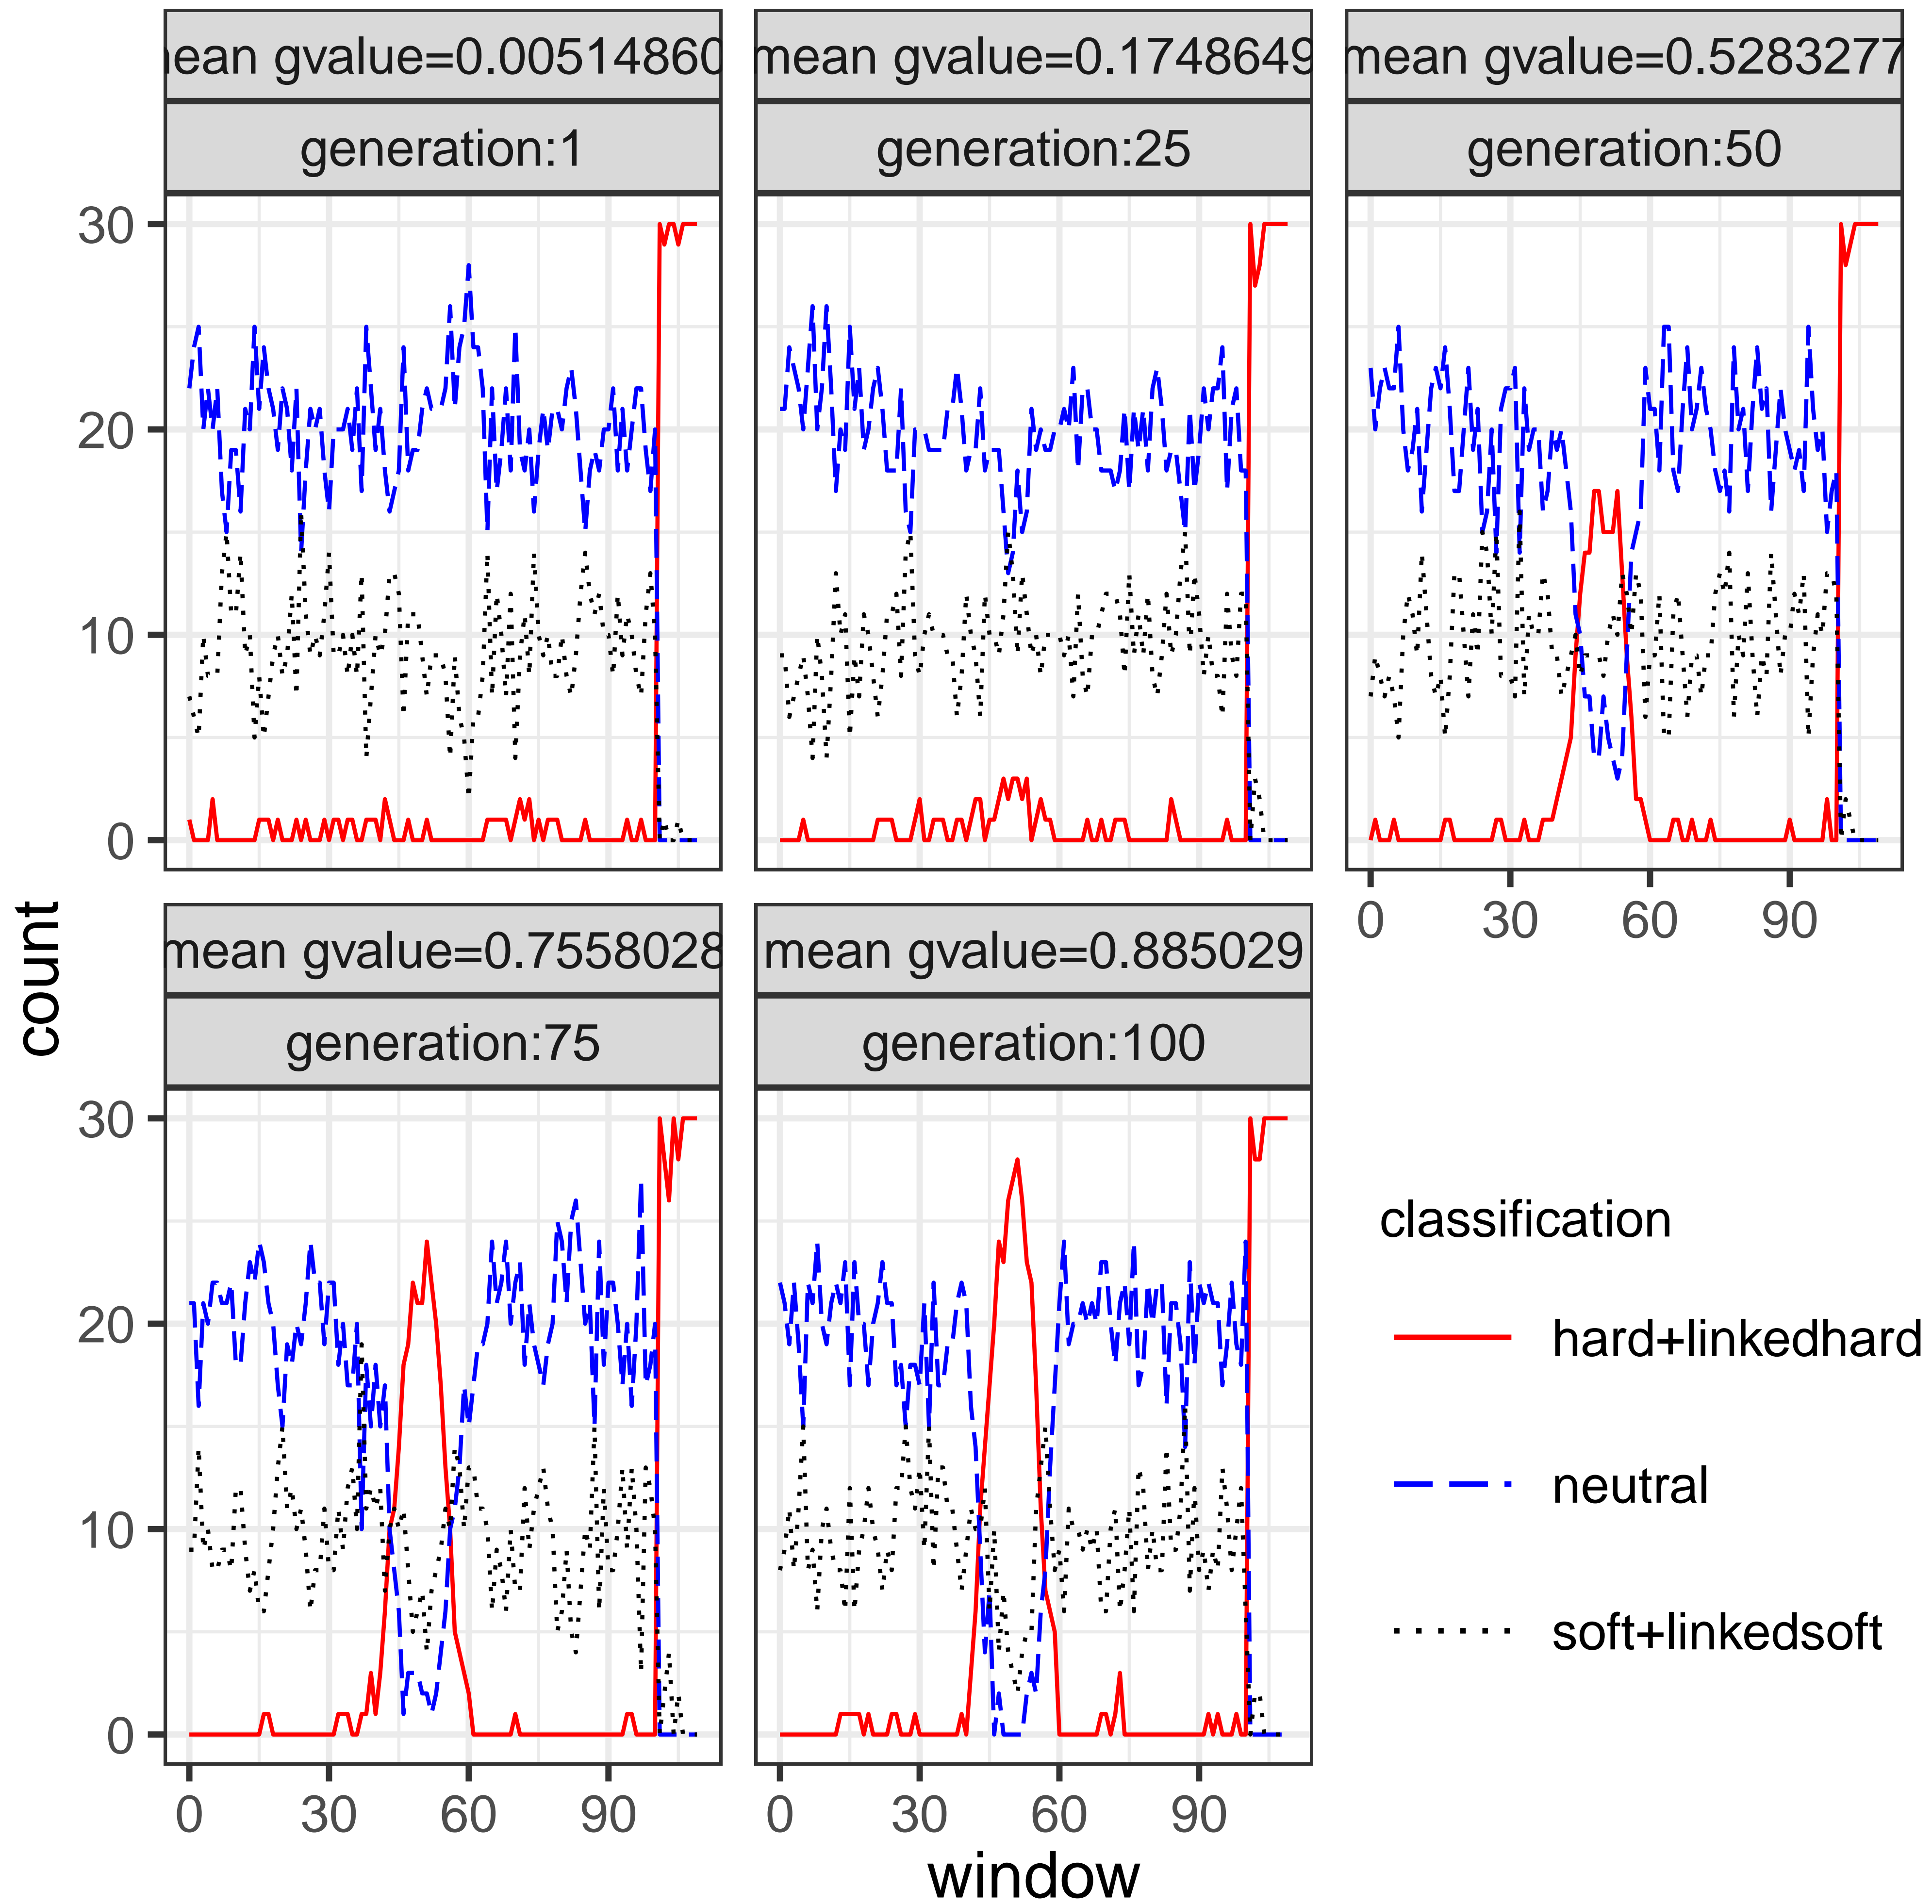 mean gvalue=0.00514860
mean gvalue=0.1748649
mean gvalue=0.5283277
generation:1
generation:25
generation:50
30
20
10
0
0 30 60 90
count
mean gvalue=0.7558028
mean gvalue=0.885029
generation:75
generation:100
30
20
10
0
0 30 60 90
0 30 60 90
window
classification
hard+linkedhard
neutral
soft+linkedsoft